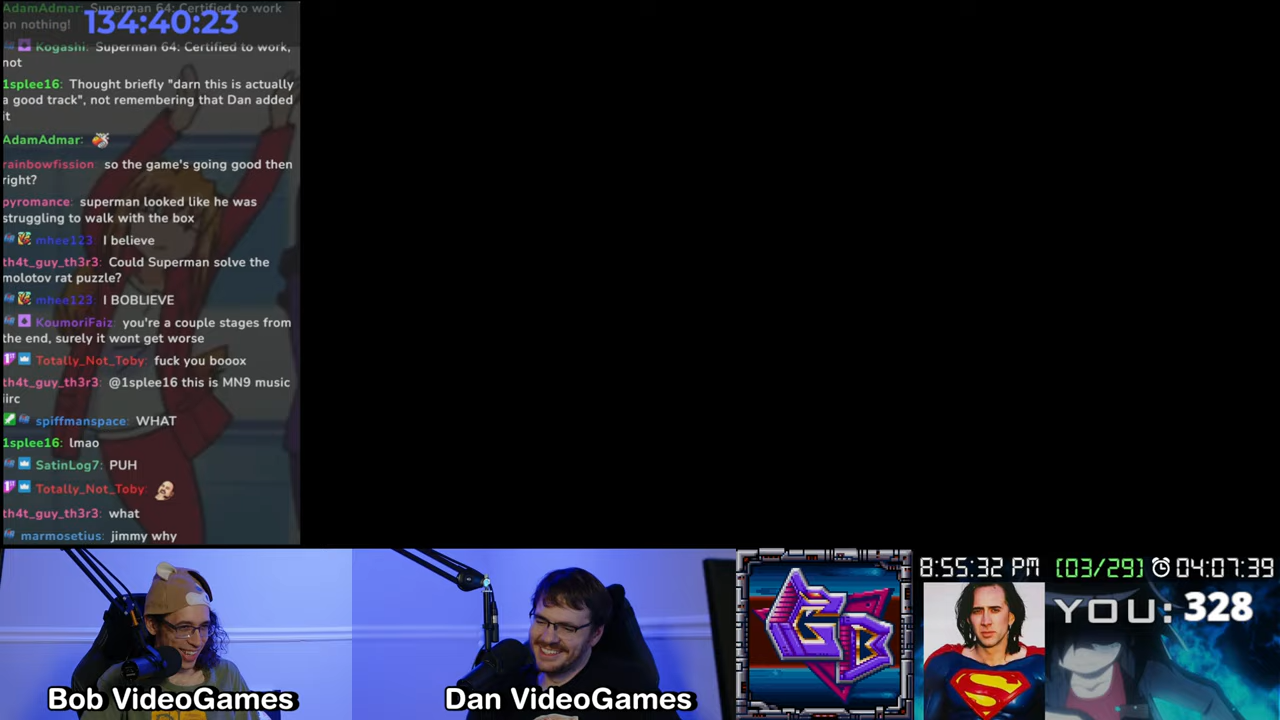 AdamAdmar: Superman 64: Certified to work
on nothing!
134:40:23
Kogashi: Superman 64: Certified to work,
not
1splee16: Thought briefly "darn this is actually
a good track", not remembering that Dan added
it
AdamAdmar:
rainbowfission: so the game's going good then
right?
pyromance: superman looked like he was
struggling to walk with the box
mhee123: I believe
th4t_guy_th3r3: Could Superman solve the
molotov rat puzzle?
mhee123: I BOBLIEVE
KoumoriFaiz: you're a couple stages from
the end, surely it wont get worse
Totally_Not_Toby: fuck you booox
th4t_guy_th3r3: @1splee16 this is MN9 music
iirc
spiffmanspace: WHAT
1splee16: lmao
SatinLog7: PUH
Totally_Not_Toby:
th4t_guy_th3r3: what
marmosetius: jimmy why
Bob VideoGames
Dan VideoGames
GB
8:55:32 PM [03/29] 04:07:39
YOU: 328